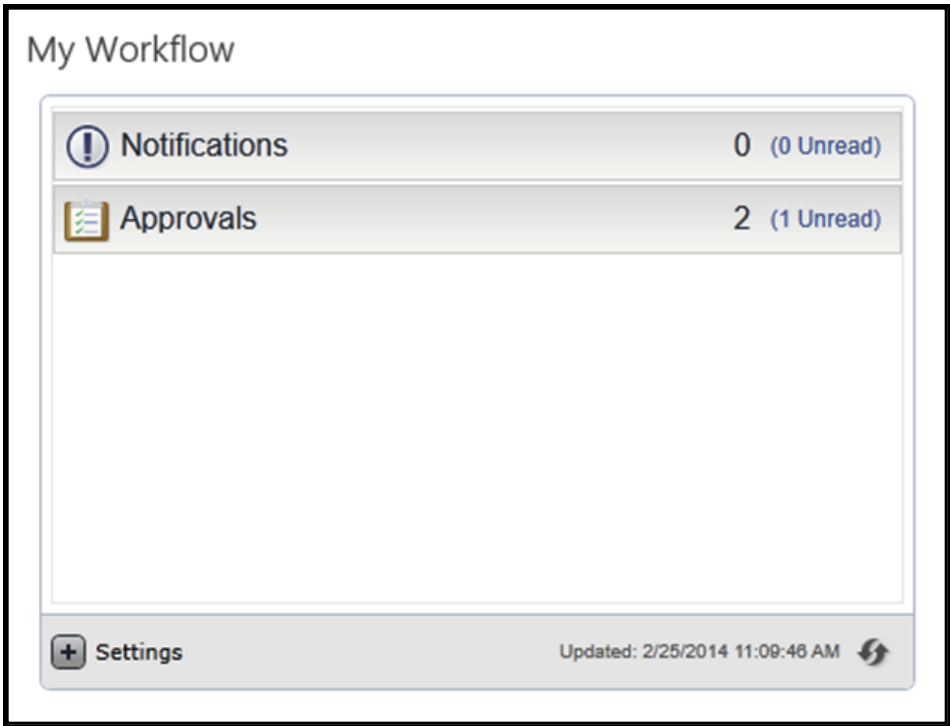 My Workflow
Notifications 0 (0 Unread)
Approvals 2 (1 Unread)
Settings Updated: 2/25/2014 11:09:46 AM